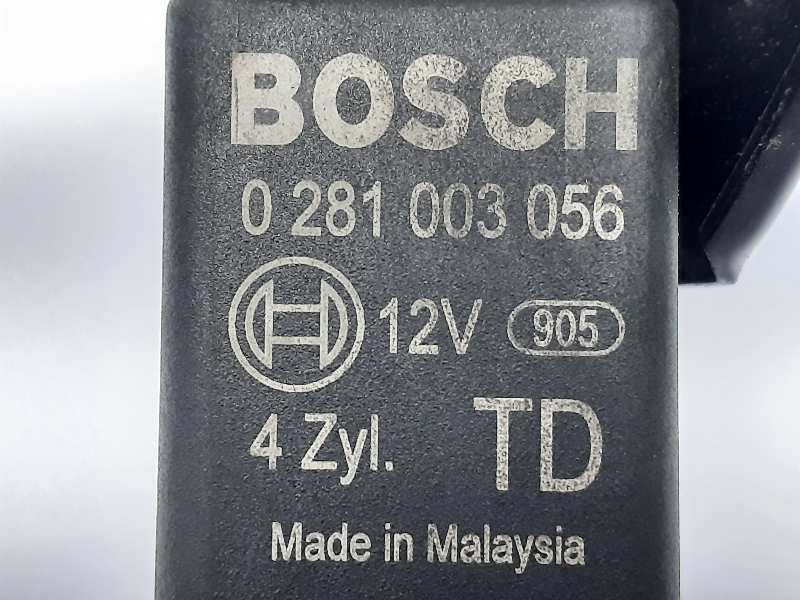 BOSCH
0 281 003 056
12V 905
4 Zyl. TD
Made in Malaysia